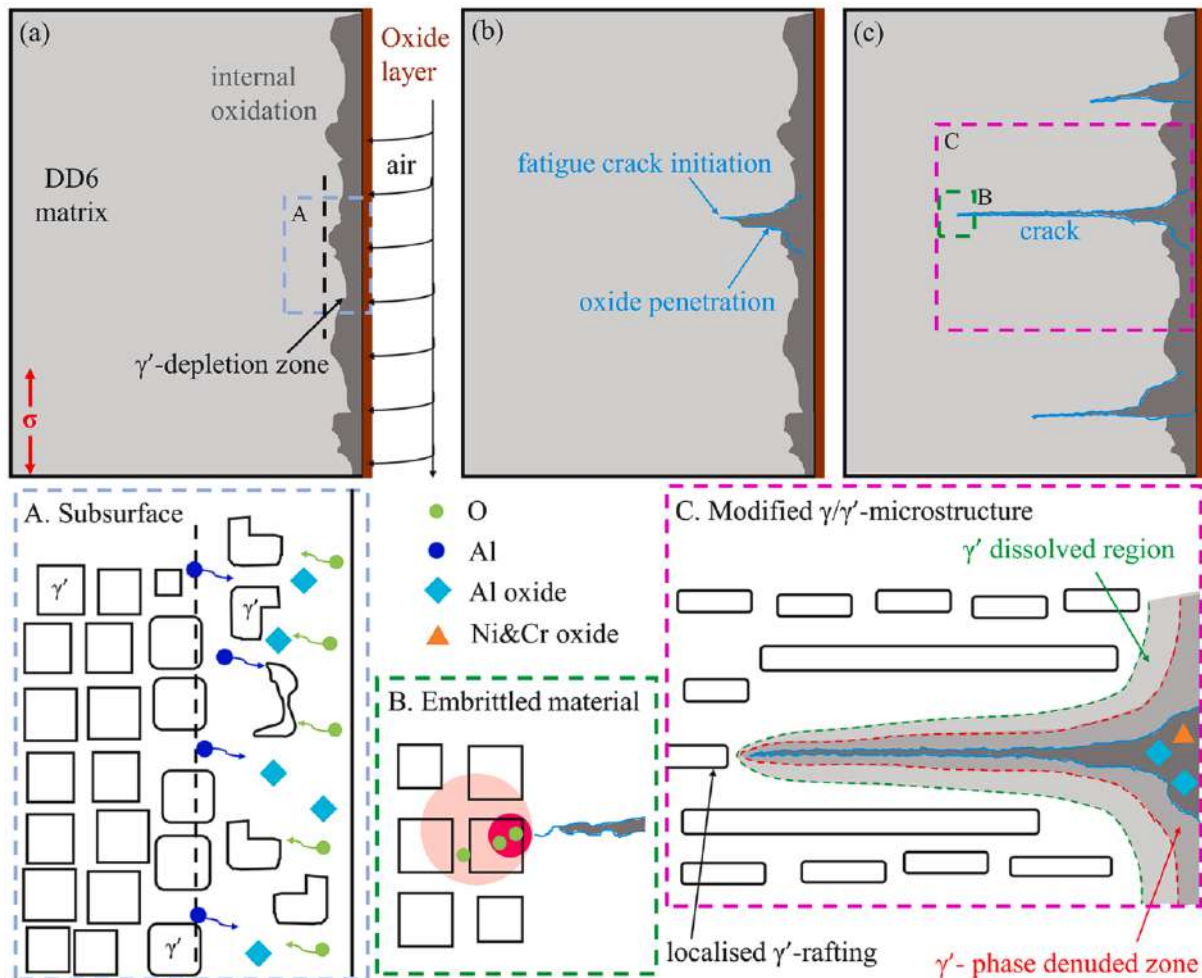 (a)
internal
oxidation
DD6
matrix
A
γ′-depletion zone
σ
Oxide
layer
air
(b)
fatigue crack initiation
oxide penetration
(c)
C
B
crack
A. Subsurface
γ′
γ′
γ′
O
Al
Al oxide
Ni&Cr oxide
B. Embrittled material
C. Modified γ/γ′-microstructure
γ′ dissolved region
localised γ′-rafting
γ′- phase denuded zone